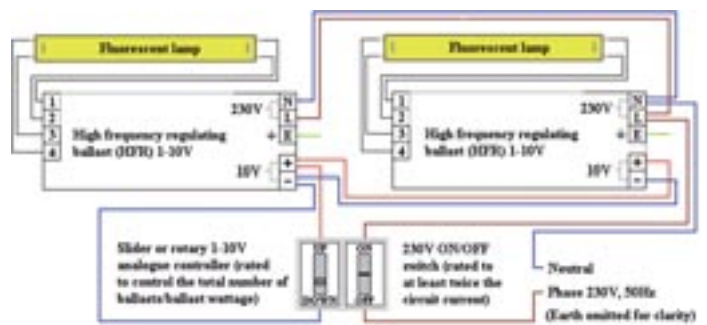 Fluorescent lamp
Fluorescent lamp
1
2
3
4
230V
N
L
E
High frequency regulating
ballast (HFR) 1-10V
10V
+
-
1
2
3
4
230V
N
L
E
High frequency regulating
ballast (HFR) 1-10V
10V
+
-
Slider or rotary 1-10V
analogue controller (rated
to control the total number of
ballasts/ballast wattage)
UP
DOWN
ON
OFF
230V ON/OFF
switch (rated to
at least twice the
circuit current)
Neutral
Phase 230V, 50Hz
(Earth omitted for clarity)